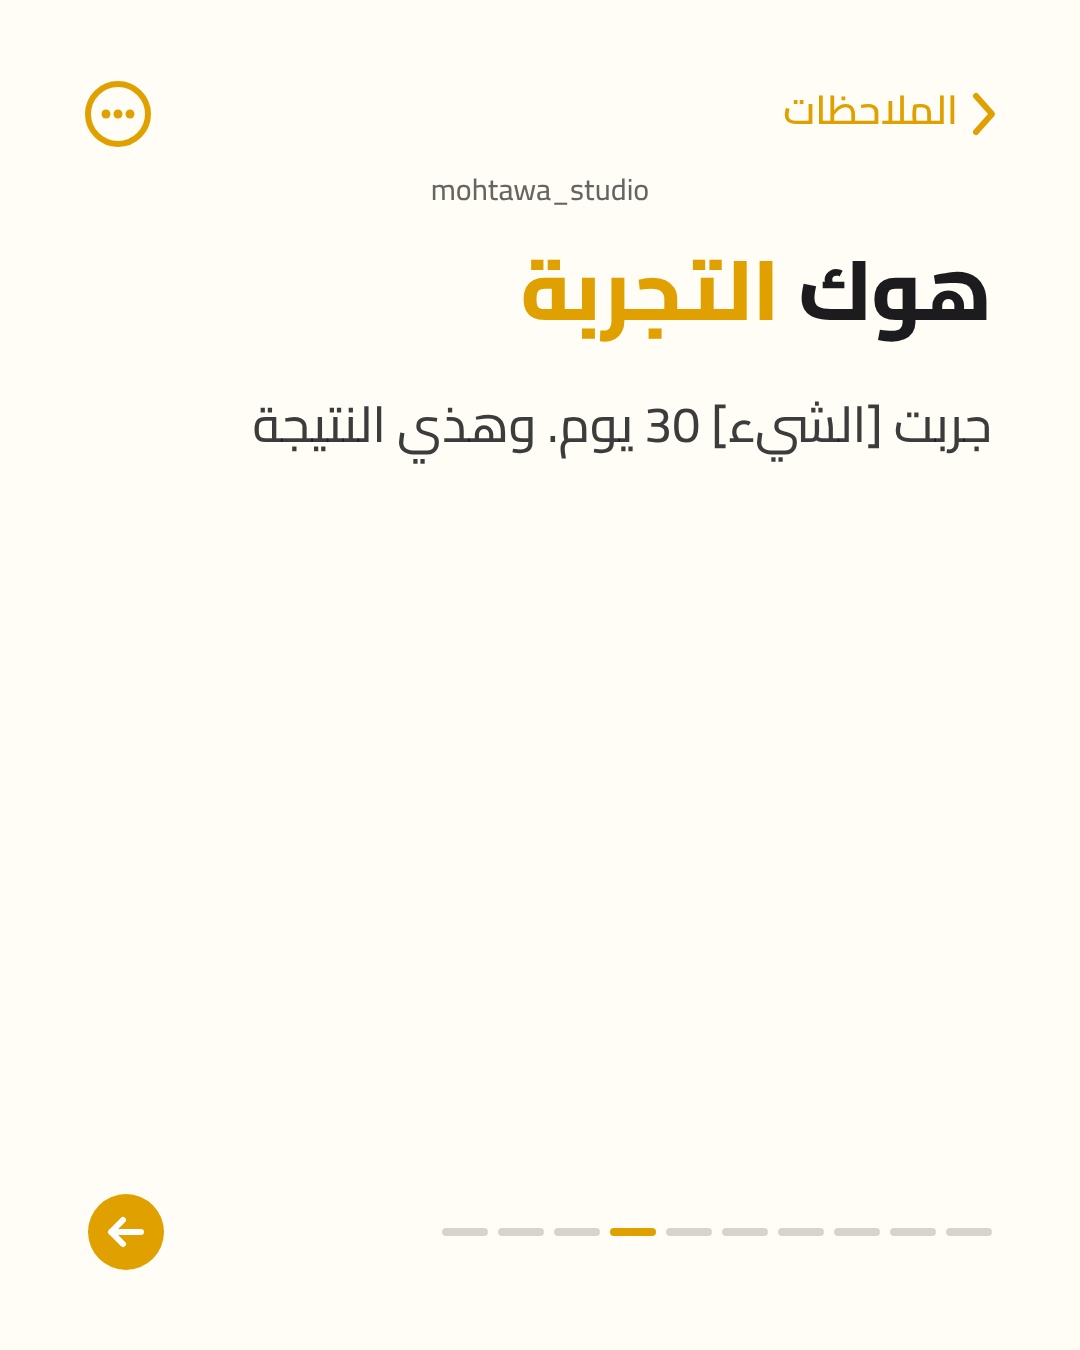 الملاحظات
mohtawa_studio
هوك التجربة
جربت [الشيء] 30 يوم. وهذي النتيجة